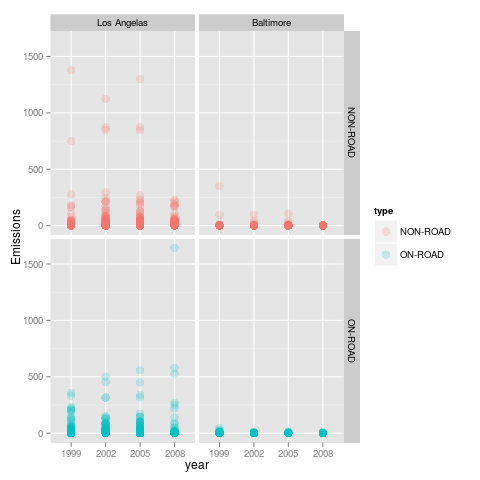 Los Angelas
Baltimore
1500
1000
500
0
NON-ROAD
1500
1000
500
0
ON-ROAD
Emissions
1999 2002 2005 2008
1999 2002 2005 2008
year
type
NON-ROAD
ON-ROAD